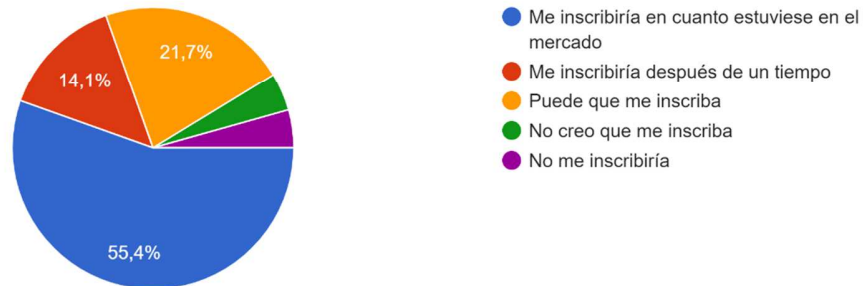 21,7%
14,1%
55,4%
Me inscribiría en cuanto estuviese en el
mercado
Me inscribiría después de un tiempo
Puede que me inscriba
No creo que me inscriba
No me inscribiría